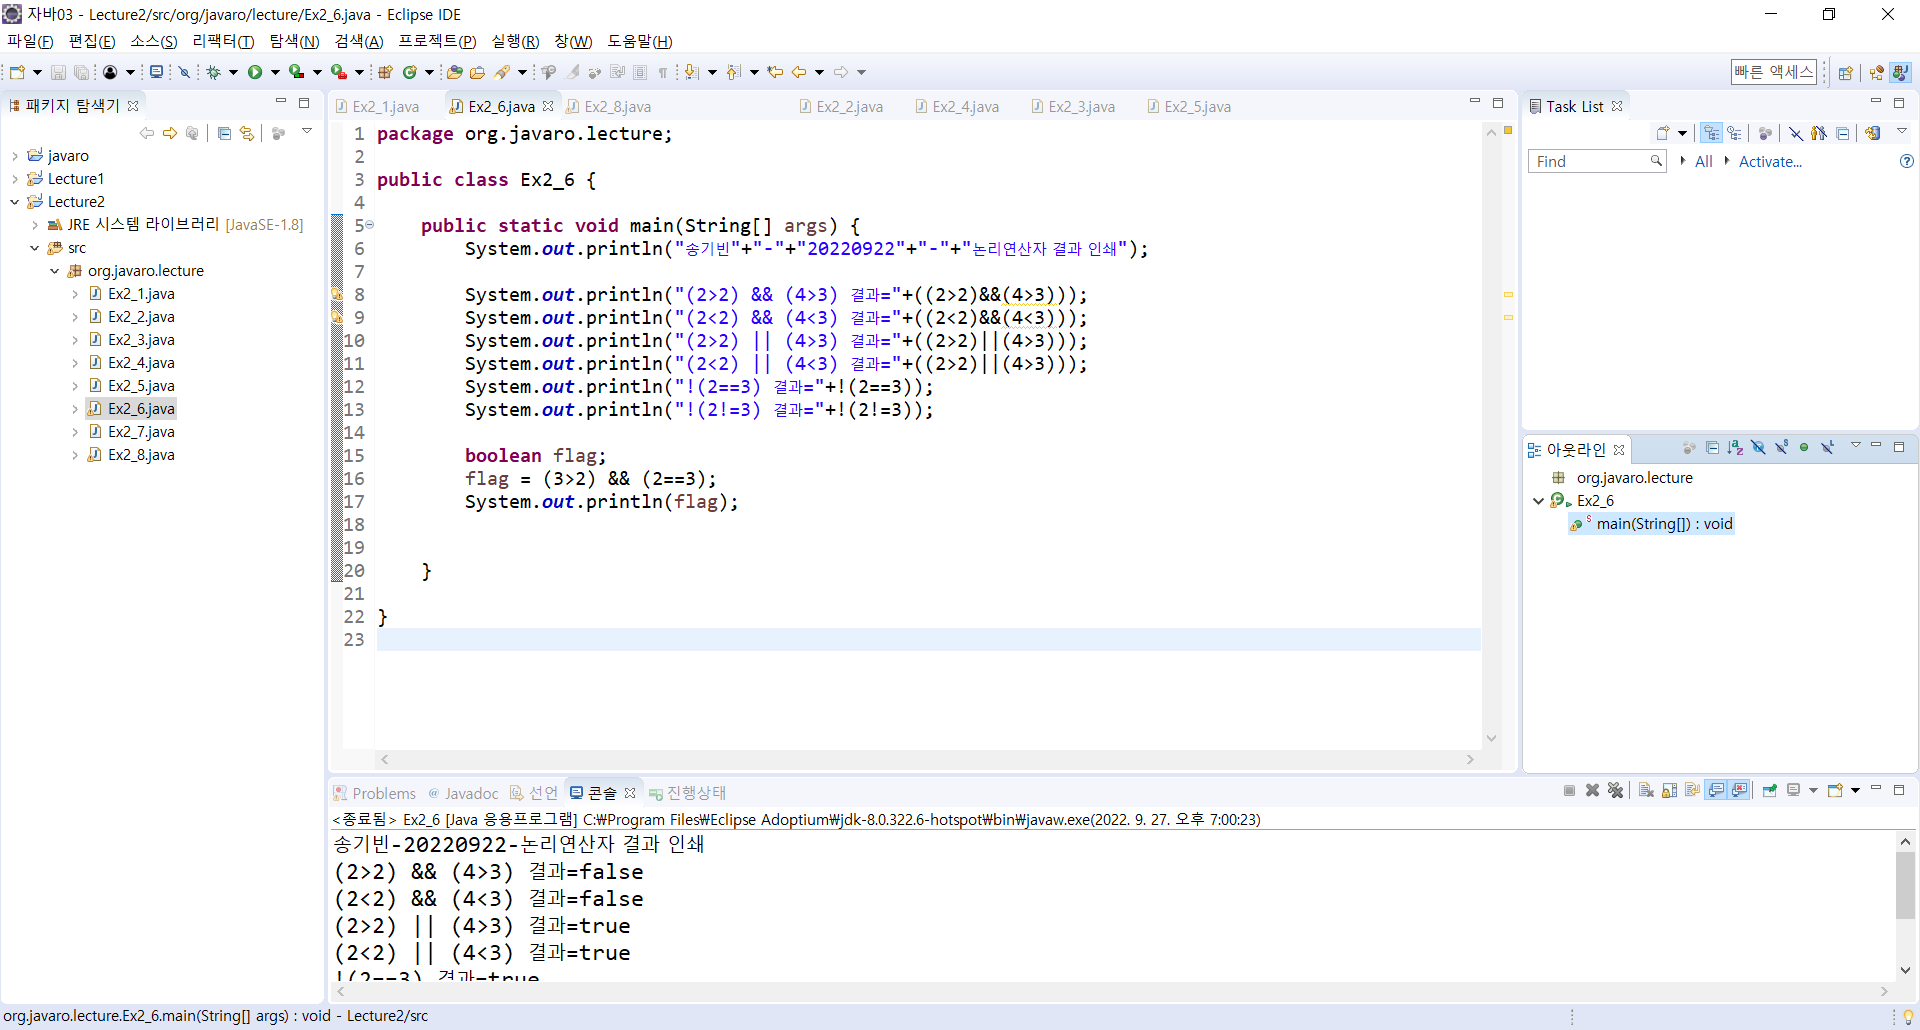 자바03 - Lecture2/src/org/javaro/lecture/Ex2_6.java - Eclipse IDE
파일(F) 편집(E) 소스(S) 리팩터(T) 탐색(N) 검색(A) 프로젝트(P) 실행(R) 창(W) 도움말(H)
빠른 액세스
패키지 탐색기
javaro
Lecture1
Lecture2
JRE 시스템 라이브러리 [JavaSE-1.8]
src
org.javaro.lecture
Ex2_1.java
Ex2_2.java
Ex2_3.java
Ex2_4.java
Ex2_5.java
Ex2_6.java
Ex2_7.java
Ex2_8.java
Ex2_1.java Ex2_6.java Ex2_8.java Ex2_2.java Ex2_4.java Ex2_3.java Ex2_5.java
1 package org.javaro.lecture;
2
3 public class Ex2_6 {
4
5 public static void main(String[] args) {
6 System.out.println("송기빈"+"-"+"20220922"+"-"+"논리연산자 결과 인쇄");
7
8 System.out.println("(2>2) && (4>3) 결과="+((2>2)&&(4>3)));
9 System.out.println("(2<2) && (4<3) 결과="+((2<2)&&(4<3)));
10 System.out.println("(2>2) || (4>3) 결과="+((2>2)||(4>3)));
11 System.out.println("(2<2) || (4<3) 결과="+((2>2)||(4>3)));
12 System.out.println("!(2==3) 결과="+!(2==3));
13 System.out.println("!(2!=3) 결과="+!(2!=3));
14
15 boolean flag;
16 flag = (3>2) && (2==3);
17 System.out.println(flag);
18
19
20 }
21
22 }
23
Task List
Find All Activate...
아웃라인
org.javaro.lecture
Ex2_6
main(String[]) : void
Problems @ Javadoc 선언 콘솔 진행상태
<종료됨> Ex2_6 [Java 응용프로그램] C:₩Program Files₩Eclipse Adoptium₩jdk-8.0.322.6-hotspot₩bin₩javaw.exe(2022. 9. 27. 오후 7:00:23)
송기빈-20220922-논리연산자 결과 인쇄
(2>2) && (4>3) 결과=false
(2<2) && (4<3) 결과=false
(2>2) || (4>3) 결과=true
(2<2) || (4<3) 결과=true
!(2==3) 결과=true
org.javaro.lecture.Ex2_6.main(String[] args) : void - Lecture2/src